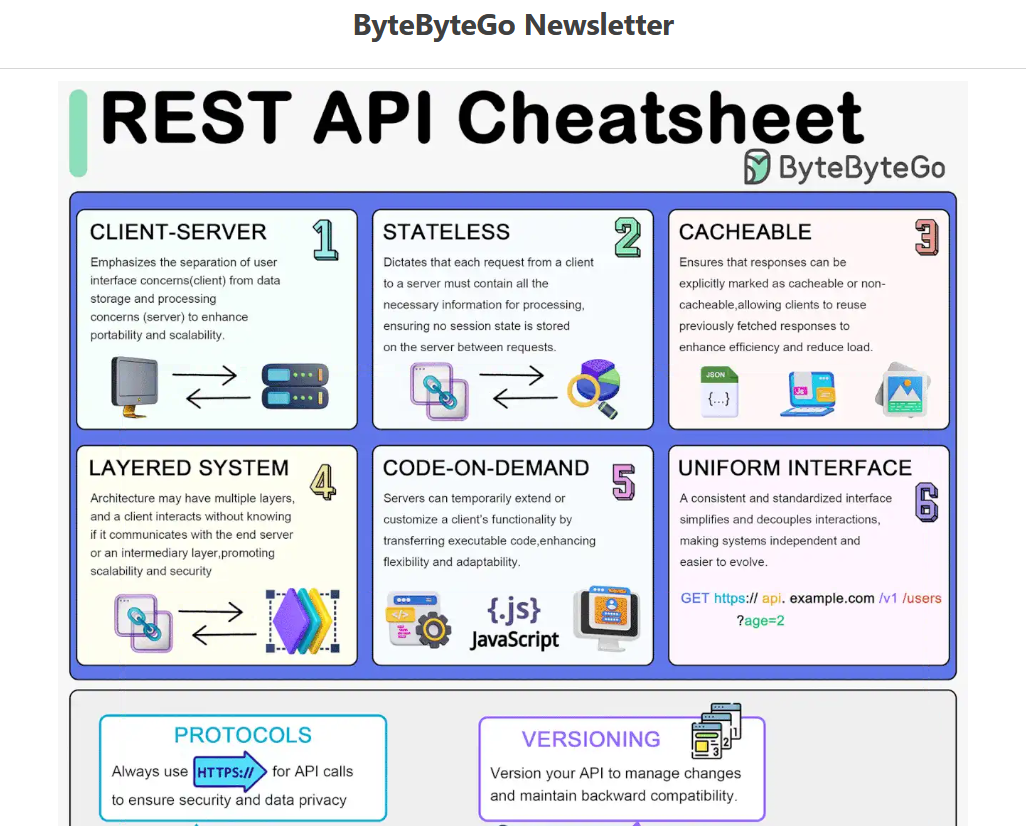 ByteByteGo Newsletter
REST API Cheatsheet
ByteByteGo
CLIENT-SERVER
1
Emphasizes the separation of user
interface concerns(client) from data
storage and processing
concerns (server) to enhance
portability and scalability.
STATELESS
2
Dictates that each request from a client
to a server must contain all the
necessary information for processing,
ensuring no session state is stored
on the server between requests.
CACHEABLE
3
Ensures that responses can be
explicitly marked as cacheable or non-
cacheable,allowing clients to reuse
previously fetched responses to
enhance efficiency and reduce load.
JSON
{...}
JS
LAYERED SYSTEM
4
Architecture may have multiple layers,
and a client interacts without knowing
if it communicates with the end server
or an intermediary layer,promoting
scalability and security
CODE-ON-DEMAND
5
Servers can temporarily extend or
customize a client's functionality by
transferring executable code,enhancing
flexibility and adaptability.
</>
{.js}
JavaScript
UNIFORM INTERFACE
6
A consistent and standardized interface
simplifies and decouples interactions,
making systems independent and
easier to evolve.
GET https:// api. example.com /v1 /users
?age=2
PROTOCOLS
Always use HTTPS:// for API calls
to ensure security and data privacy
VERSIONING
1
2
3
Version your API to manage changes
and maintain backward compatibility.